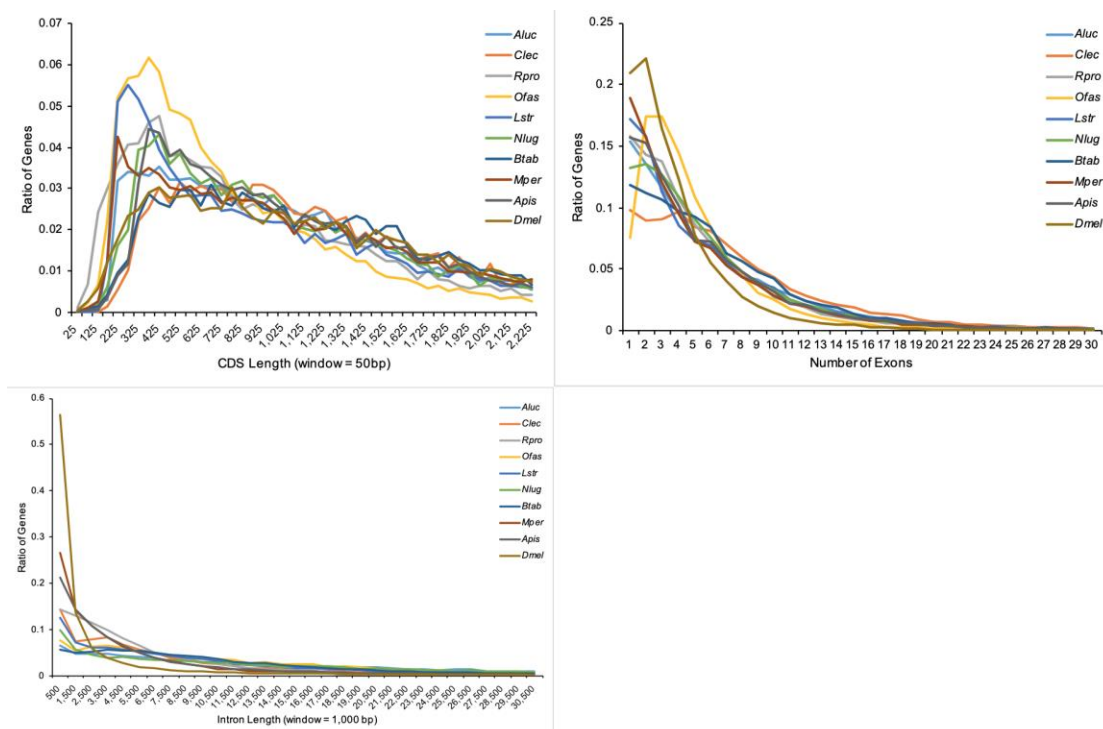 0.07
0.06
0.05
0.04
0.03
0.02
0.01
0
Ratio of Genes
25
125
225
325
425
525
625
725
825
925
1,025
1,125
1,225
1,325
1,425
1,525
1,625
1,725
1,825
1,925
2,025
2,125
2,225
CDS Length (window = 50bp)
Aluc
Clec
Rpro
Ofas
Lstr
Nlug
Btab
Mper
Apis
Dmel
0.25
0.2
0.15
0.1
0.05
0
Ratio of Genes
1 2 3 4 5 6 7 8 9 10 11 12 13 14 15 16 17 18 19 20 21 22 23 24 25 26 27 28 29 30
Number of Exons
Aluc
Clec
Rpro
Ofas
Lstr
Nlug
Btab
Mper
Apis
Dmel
0.6
0.5
0.4
0.3
0.2
0.1
0
Ratio of Genes
500
1,500
2,500
3,500
4,500
5,500
6,500
7,500
8,500
9,500
10,500
11,500
12,500
13,500
14,500
15,500
16,500
17,500
18,500
19,500
20,500
21,500
22,500
23,500
24,500
25,500
26,500
27,500
28,500
29,500
30,500
Intron Length (window = 1,000 bp)
Aluc
Clec
Rpro
Ofas
Lstr
Nlug
Btab
Mper
Apis
Dmel